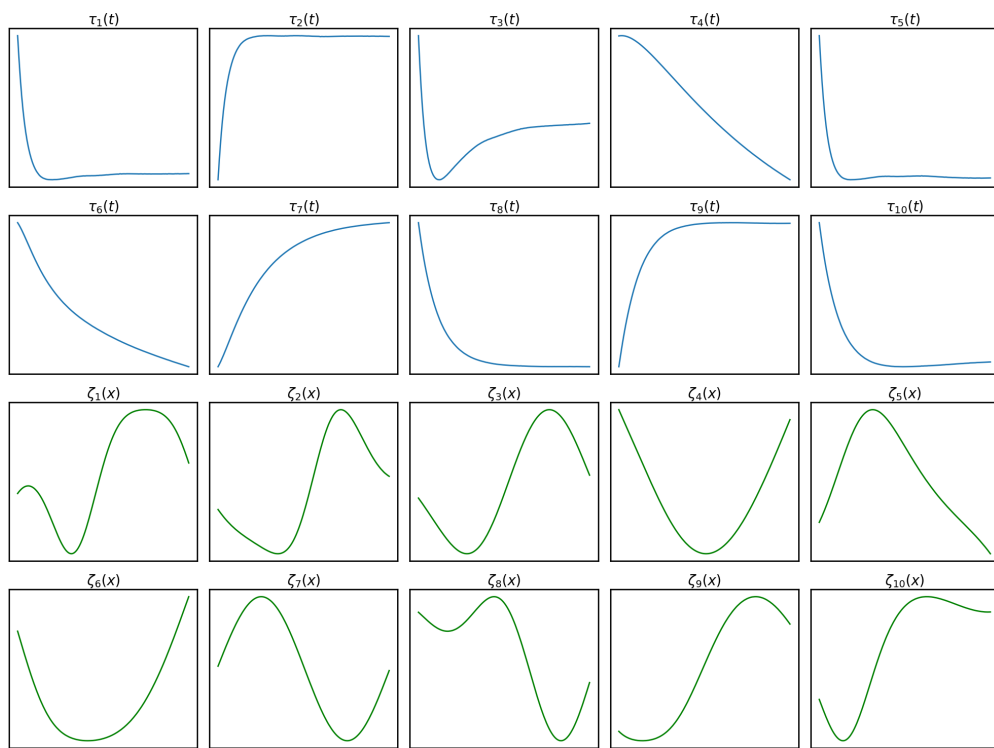 τ₁(t) τ₂(t) τ₃(t) τ₄(t) τ₅(t)
τ₆(t) τ₇(t) τ₈(t) τ₉(t) τ₁₀(t)
ζ₁(x) ζ₂(x) ζ₃(x) ζ₄(x) ζ₅(x)
ζ₆(x) ζ₇(x) ζ₈(x) ζ₉(x) ζ₁₀(x)